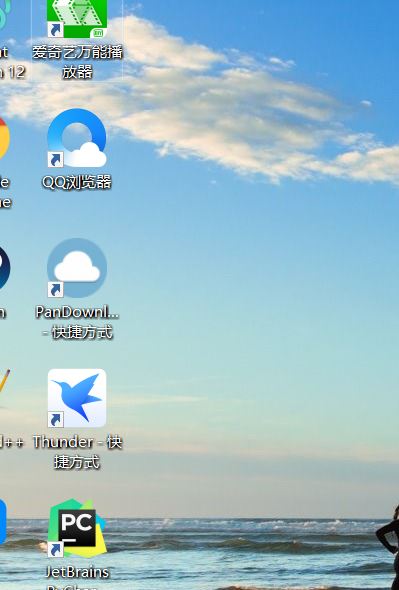 爱奇艺万能播
放器
12
QQ浏览器
PanDownl...
- 快捷方式
d++
Thunder - 快
捷方式
PC
JetBrains